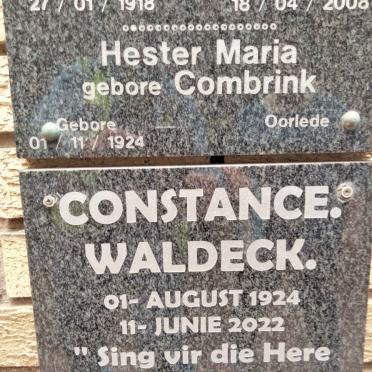 27 / 01 / 1918 18 / 04 / 2008
Hester Maria
gebore Combrink
Gebore Oorlede
01 / 11 / 1924
CONSTANCE.
WALDECK.
01- AUGUST 1924
11- JUNIE 2022
" Sing vir die Here